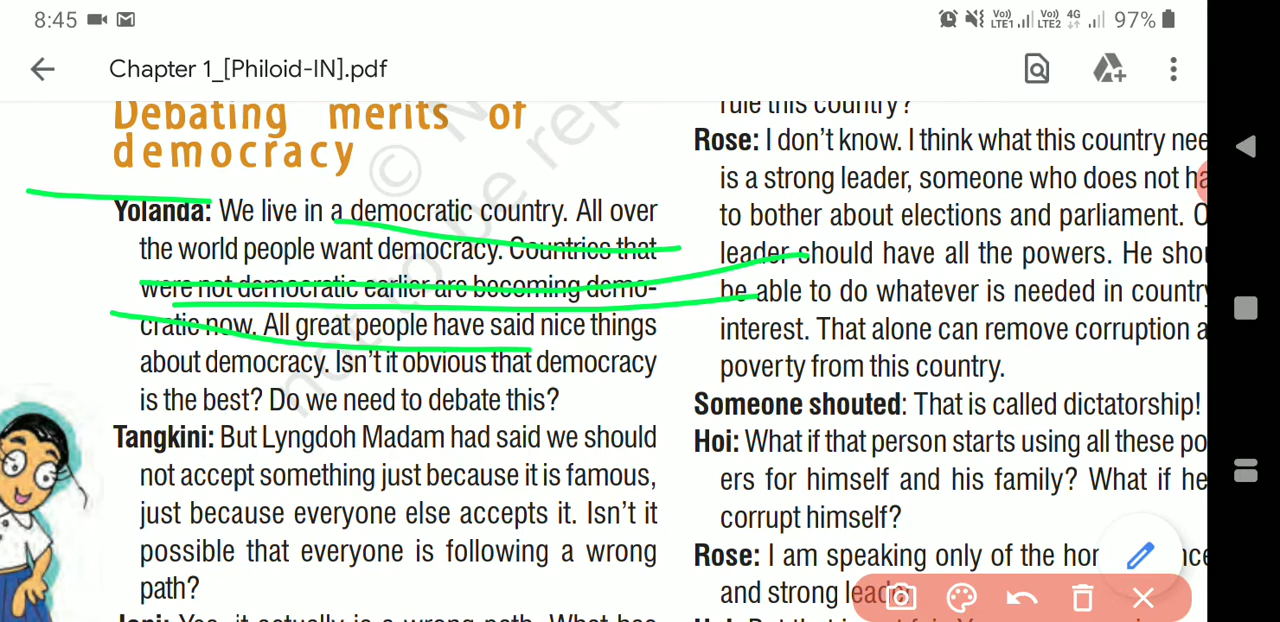 8:45
Vo)) LTE1 Vo)) LTE2 4G 97%
Chapter 1_[Philoid-IN].pdf
Debating merits of
democracy
Yolanda: We live in a democratic country. All over
the world people want democracy. Countries that
were not democratic earlier are becoming demo-
cratic now. All great people have said nice things
about democracy. Isn't it obvious that democracy
is the best? Do we need to debate this?
Tangkini: But Lyngdoh Madam had said we should
not accept something just because it is famous,
just because everyone else accepts it. Isn't it
possible that everyone is following a wrong
path?
rule this country?
Rose: I don't know. I think what this country
is a strong leader, someone who does not
to bother about elections and parliament.
leader should have all the powers. He
be able to do whatever is needed in
interest. That alone can remove corruption
poverty from this country.
Someone shouted: That is called dictatorship!
Hoi: What if that person starts using all these
ers for himself and his family? What if he
corrupt himself?
Rose: I am speaking only of the
and strong
© N
not to be rep